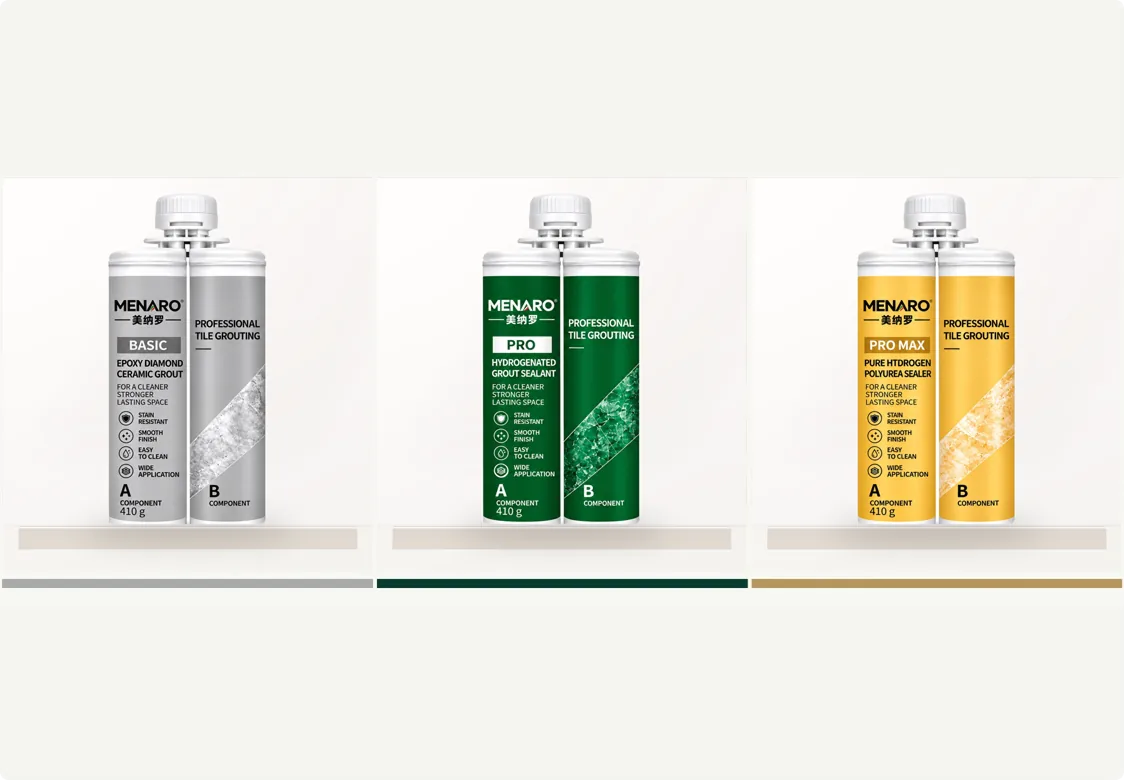 MENARO®
美纳罗
BASIC
EPOXY DIAMOND
CERAMIC GROUT
FOR A CLEANER
STRONGER
LASTING SPACE
STAIN
RESISTANT
SMOOTH
FINISH
EASY
TO CLEAN
WIDE
APPLICATION
A
COMPONENT
410 g
PROFESSIONAL
TILE GROUTING
B
COMPONENT
MENARO®
美纳罗
PRO
HYDROGENATED
GROUT SEALANT
FOR A CLEANER
STRONGER
LASTING SPACE
STAIN
RESISTANT
SMOOTH
FINISH
EASY
TO CLEAN
WIDE
APPLICATION
A
COMPONENT
410 g
PROFESSIONAL
TILE GROUTING
B
COMPONENT
MENARO®
美纳罗
PRO MAX
PURE HTDROGEN
POLYUREA SEALER
FOR A CLEANER
STRONGER
LASTING SPACE
STAIN
RESISTANT
SMOOTH
FINISH
EASY
TO CLEAN
WIDE
APPLICATION
A
COMPONENT
410 g
PROFESSIONAL
TILE GROUTING
B
COMPONENT